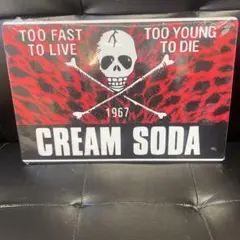 TOO FAST
TO LIVE
TOO YOUNG
TO DIE
1967
CREAM SODA